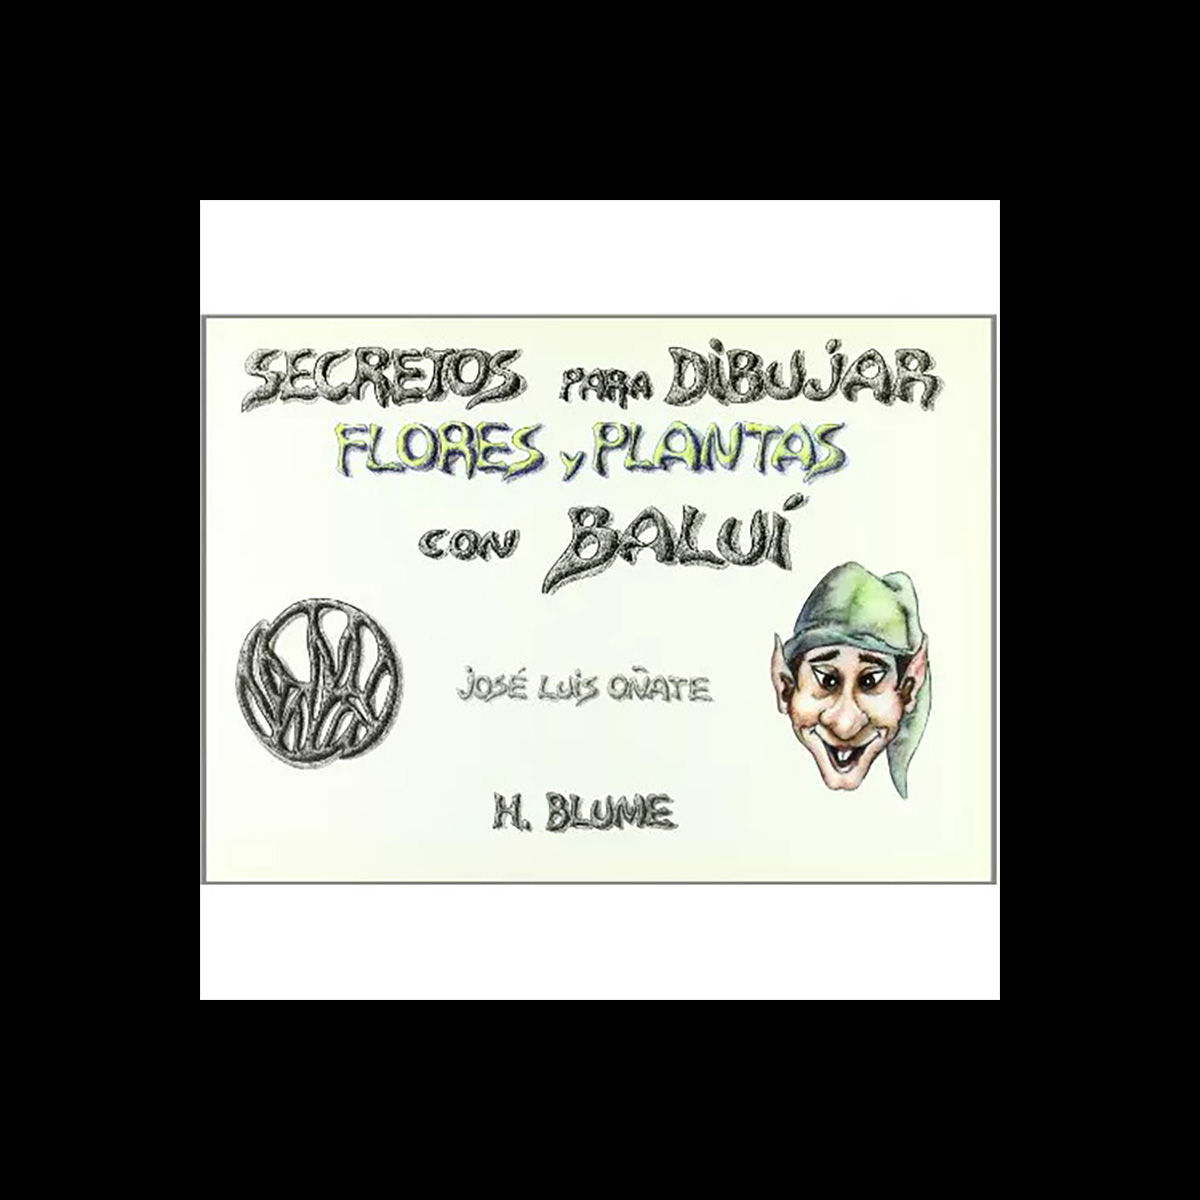 SECRETOS PARA DIBUJAR
FLORES Y PLANTAS
CON BALUÍ
JOSÉ LUIS OÑATE
H. BLUME